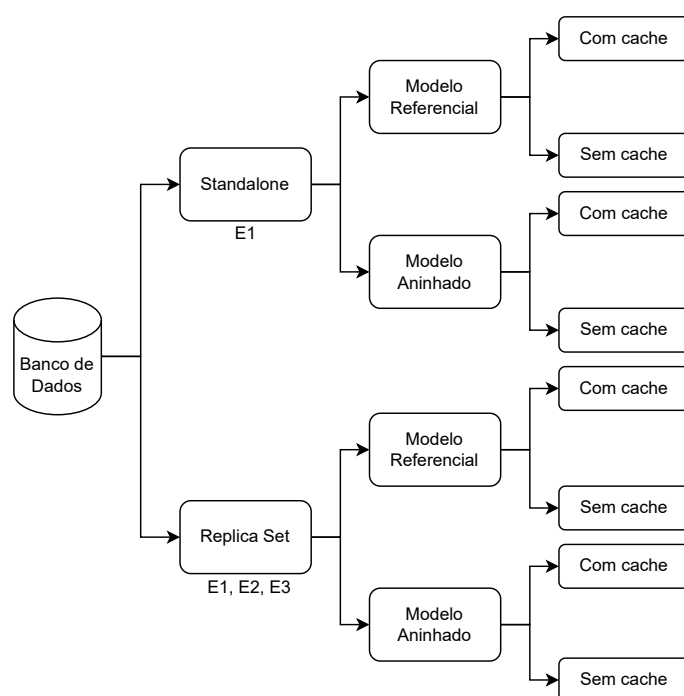 Banco de
Dados
Standalone
E1
Modelo
Referencial
Com cache
Sem cache
Modelo
Aninhado
Com cache
Sem cache
Replica Set
E1, E2, E3
Modelo
Referencial
Com cache
Sem cache
Modelo
Aninhado
Com cache
Sem cache